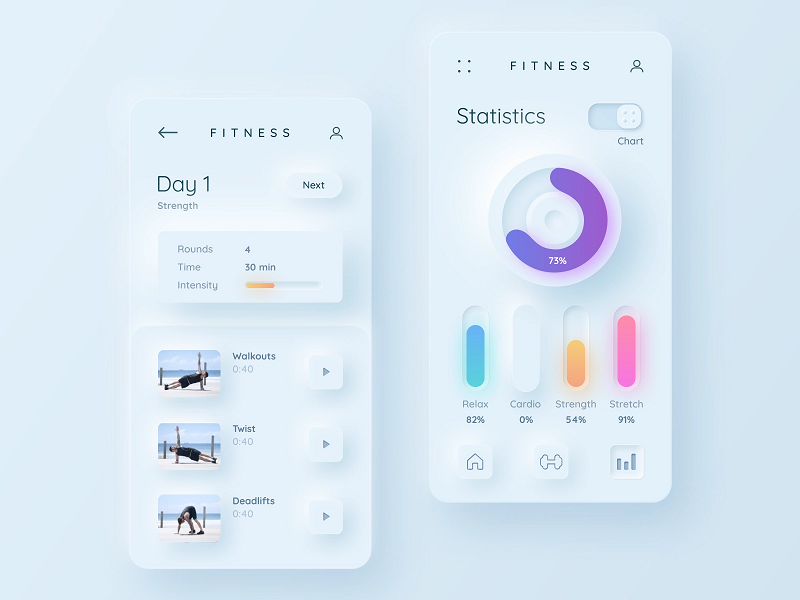 FITNESS
Day 1
Next
Strength
Rounds 4
Time 30 min
Intensity
Walkouts
0:40
Twist
0:40
Deadlifts
0:40
FITNESS
Statistics
Chart
73%
Relax Cardio Strength Stretch
82% 0% 54% 91%